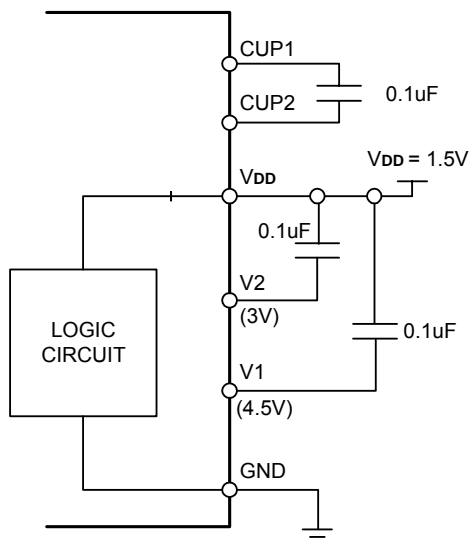 CUP1
0.1uF
CUP2
VDD = 1.5V
VDD
0.1uF
V2
(3V)
LOGIC
CIRCUIT
0.1uF
V1
(4.5V)
GND